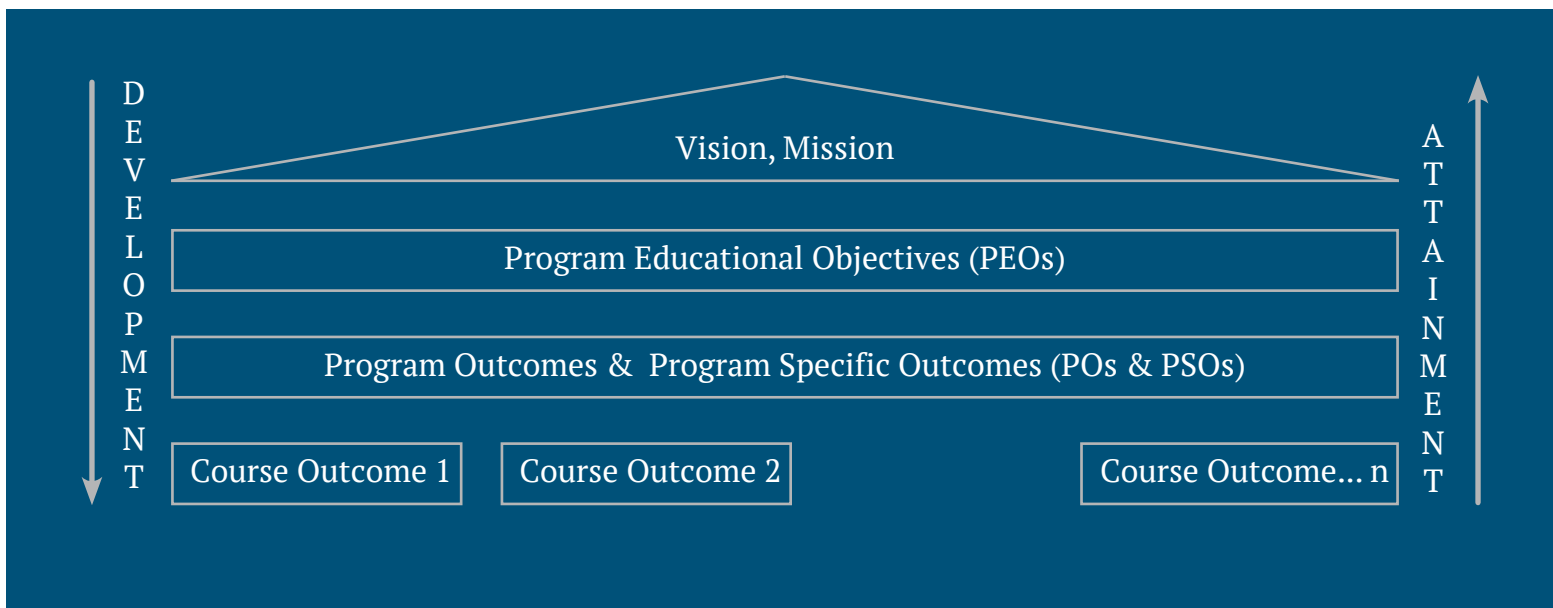 DEVELOPMENT
Vision, Mission
Program Educational Objectives (PEOs)
Program Outcomes & Program Specific Outcomes (POs & PSOs)
Course Outcome 1
Course Outcome 2
Course Outcome... n
ATTAINMENT